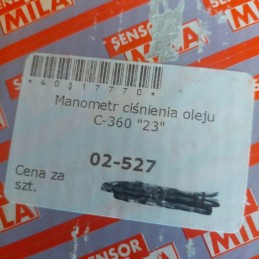 SENSOR
MILA
*40117770*
Manometr ciśnienia oleju
C-360 "23"
02-527
Cena za
szt.
SENSOR
MILA